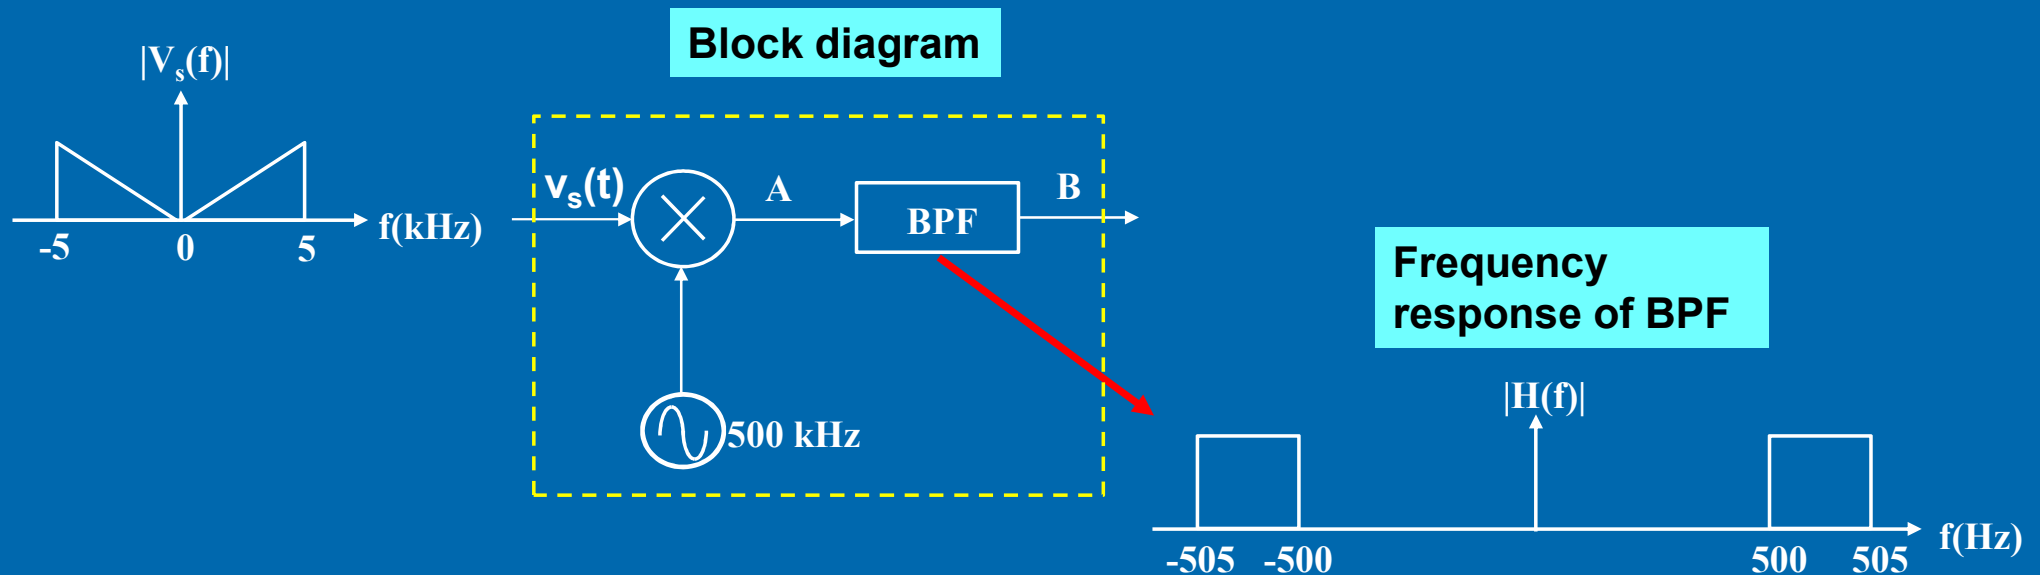 Block diagram
|Vs(f)|
-5
0
5
f(kHz)
vs(t)
A
BPF
B
500 kHz
Frequency
response of BPF
|H(f)|
-505
-500
500
505
f(Hz)